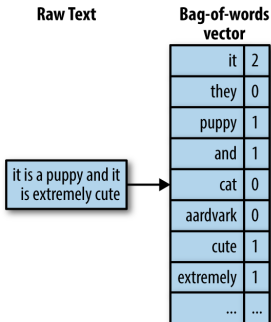 Raw Text
Bag-of-words
vector
it is a puppy and it
is extremely cute
it 2
they 0
puppy 1
and 1
cat 0
aardvark 0
cute 1
extremely 1
... ...